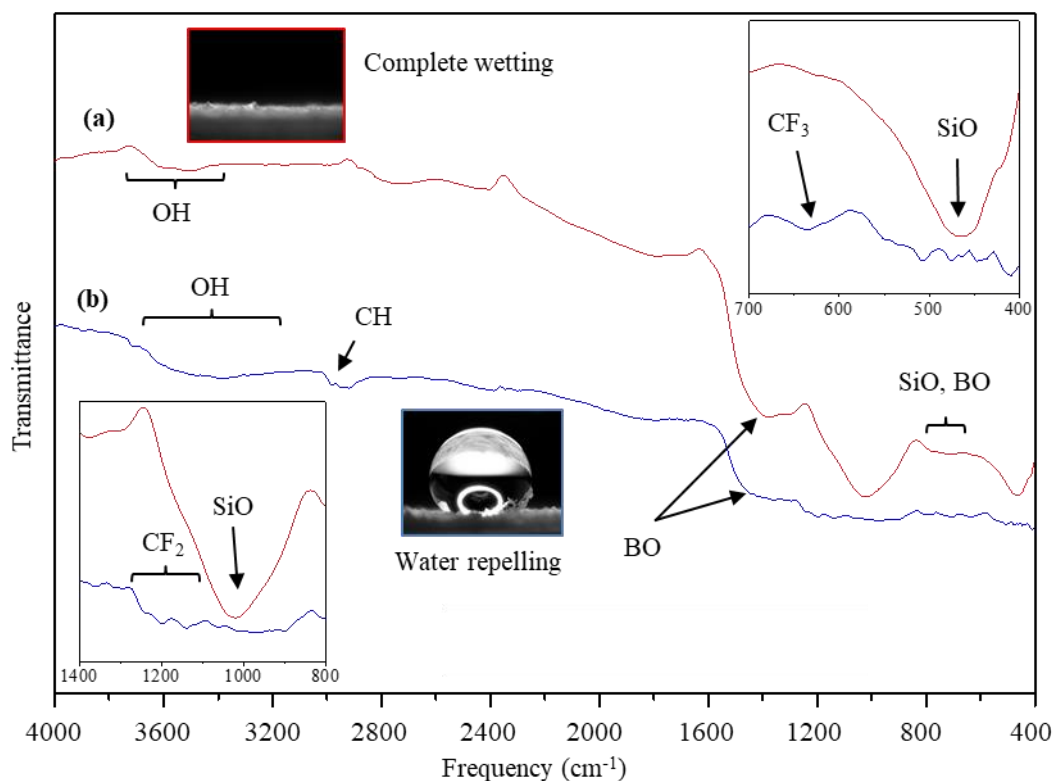 Complete wetting
(a)
OH
CF3
SiO
700 600 500 400
(b)
OH
CH
SiO, BO
SiO
CF2
BO
Water repelling
1400 1200 1000 800
Transmittance
4000 3600 3200 2800 2400 2000 1600 1200 800 400
Frequency (cm-1)